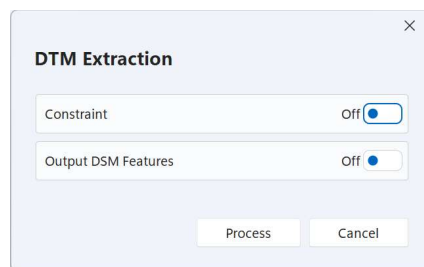 DTM Extraction
Constraint Off
Output DSM Features Off
Process Cancel